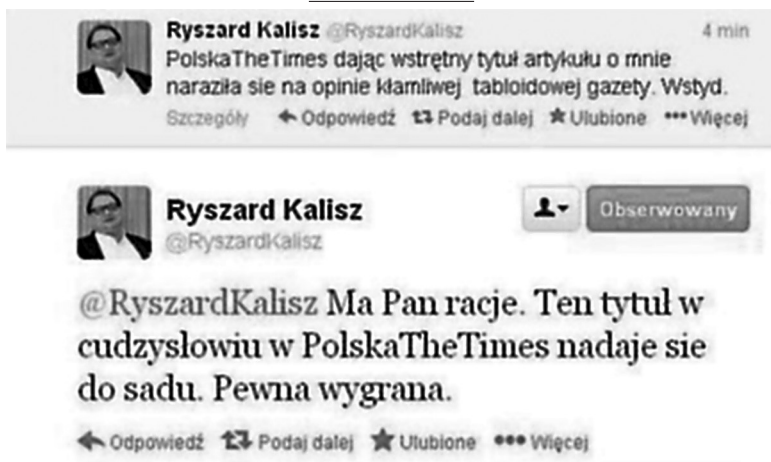 Ryszard Kalisz @RyszardKalisz 4 min
PolskaTheTimes dając wstrętny tytuł artykułu o mnie
naraziła sie na opinie kłamliwej tabloidowej gazety. Wstyd.
Szczegóły Odpowiedź Podaj dalej Ulubione Więcej
Ryszard Kalisz
@RyszardKalisz
Obserwowany
@RyszardKalisz Ma Pan racje. Ten tytuł w
cudzysłowiu w PolskaTheTimes nadaje sie
do sadu. Pewna wygrana.
Odpowiedź Podaj dalej Ulubione Więcej